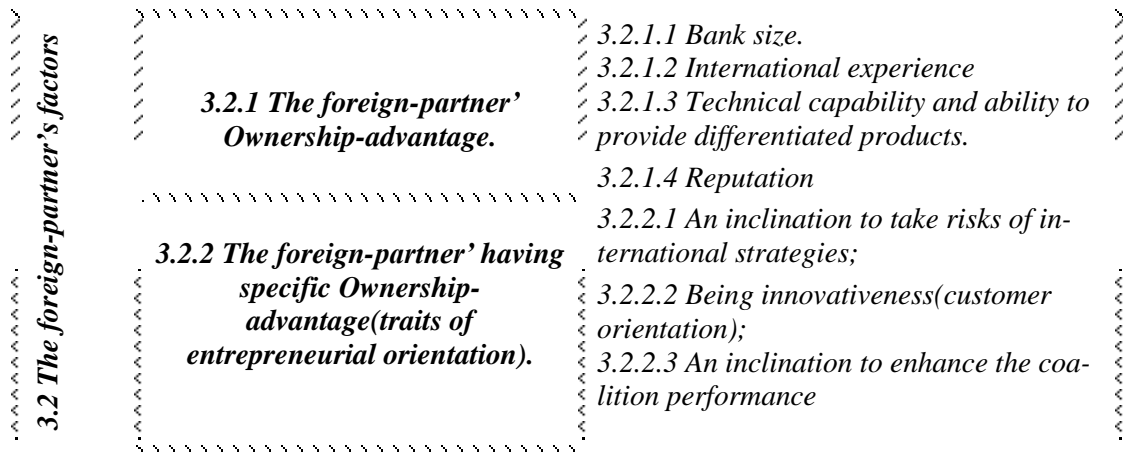 3.2 The foreign-partner's factors
3.2.1 The foreign-partner’
Ownership-advantage.
3.2.1.1 Bank size.
3.2.1.2 International experience
3.2.1.3 Technical capability and ability to
provide differentiated products.
3.2.1.4 Reputation
3.2.2 The foreign-partner’ having
specific Ownership-
advantage(traits of
entrepreneurial orientation).
3.2.2.1 An inclination to take risks of in-
ternational strategies;
3.2.2.2 Being innovativeness(customer
orientation);
3.2.2.3 An inclination to enhance the coa-
lition performance